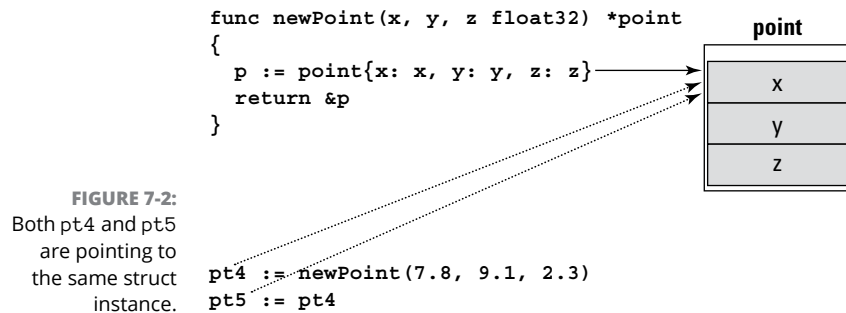 func newPoint(x, y, z float32) *point
{
  p := point{x: x, y: y, z: z}
  return &p
}
point
x
y
z
FIGURE 7-2:
Both pt4 and pt5
are pointing to
the same struct
instance.
pt4 := newPoint(7.8, 9.1, 2.3)
pt5 := pt4